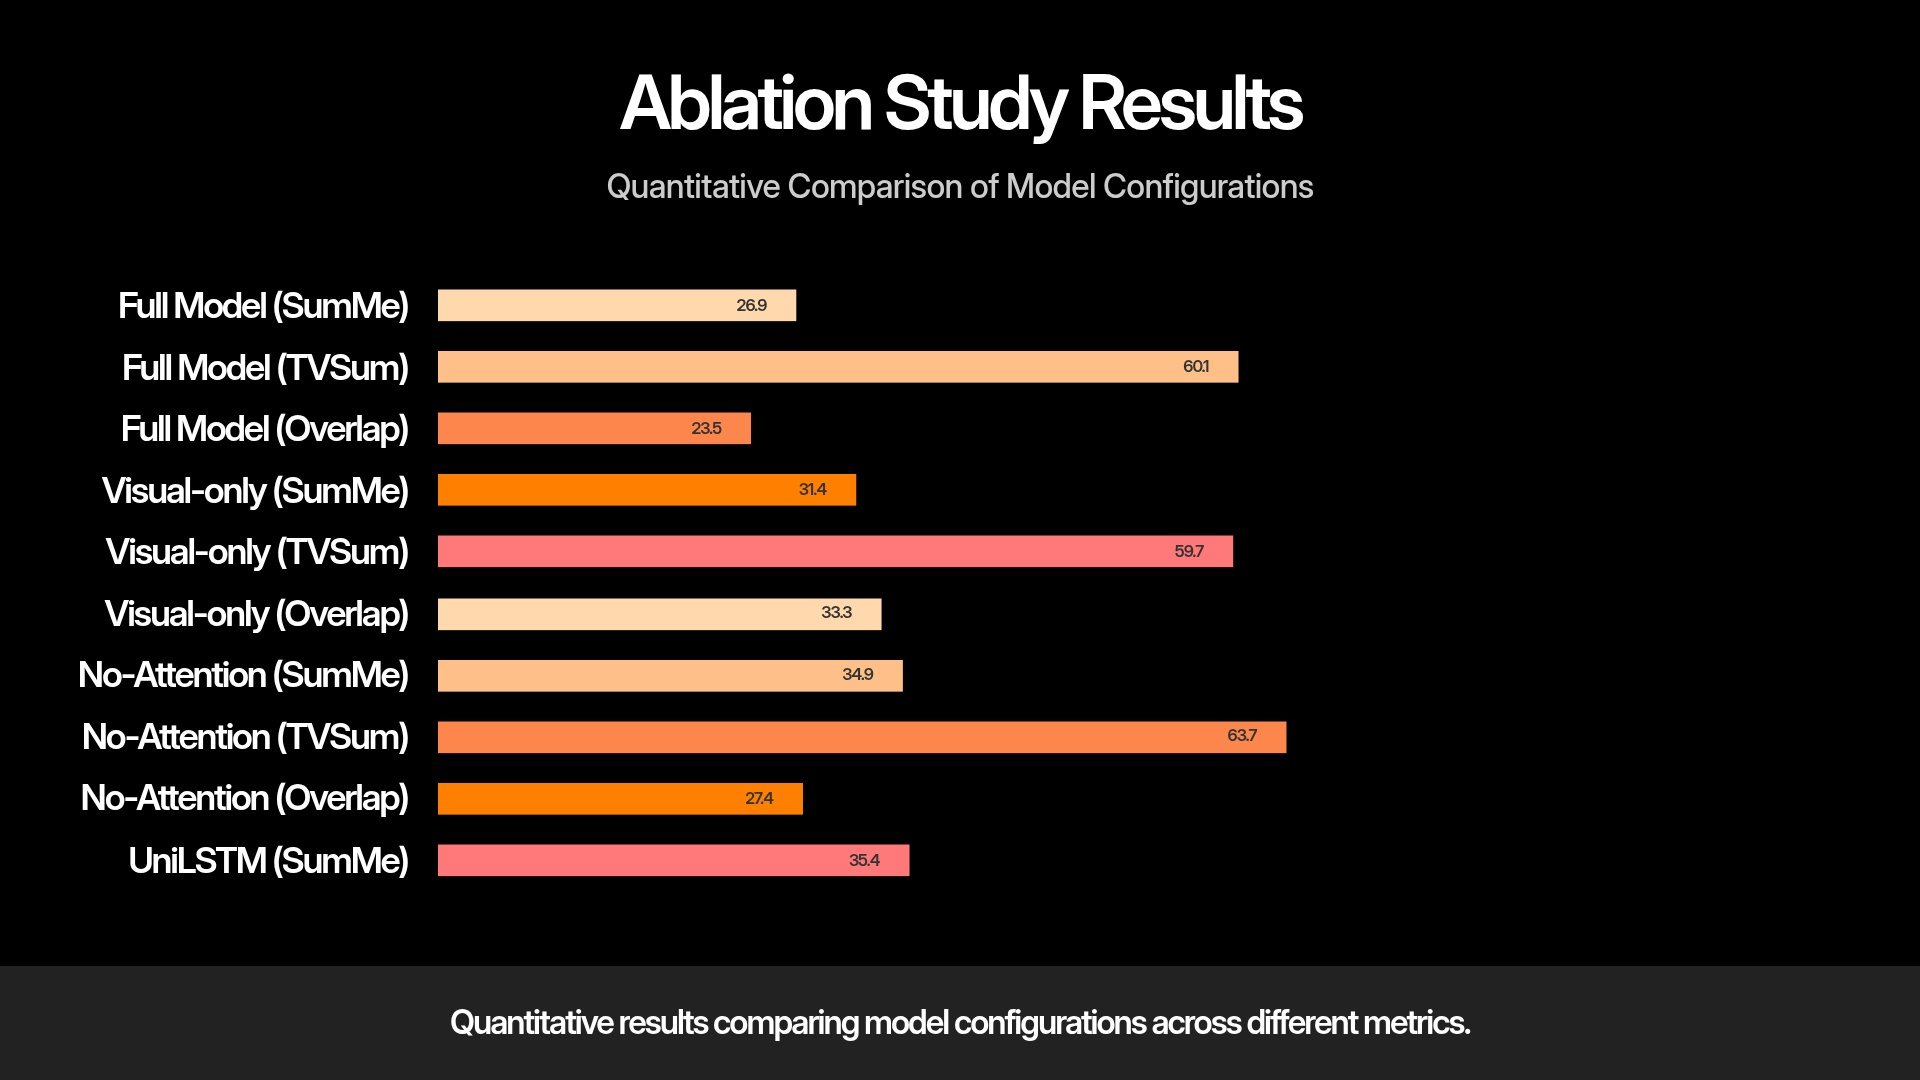 Ablation Study Results
Quantitative Comparison of Model Configurations
Full Model (SumMe) 26.9
Full Model (TVSum) 60.1
Full Model (Overlap) 23.5
Visual-only (SumMe) 31.4
Visual-only (TVSum) 59.7
Visual-only (Overlap) 33.3
No-Attention (SumMe) 34.9
No-Attention (TVSum) 63.7
No-Attention (Overlap) 27.4
UniLSTM (SumMe) 35.4
Quantitative results comparing model configurations across different metrics.